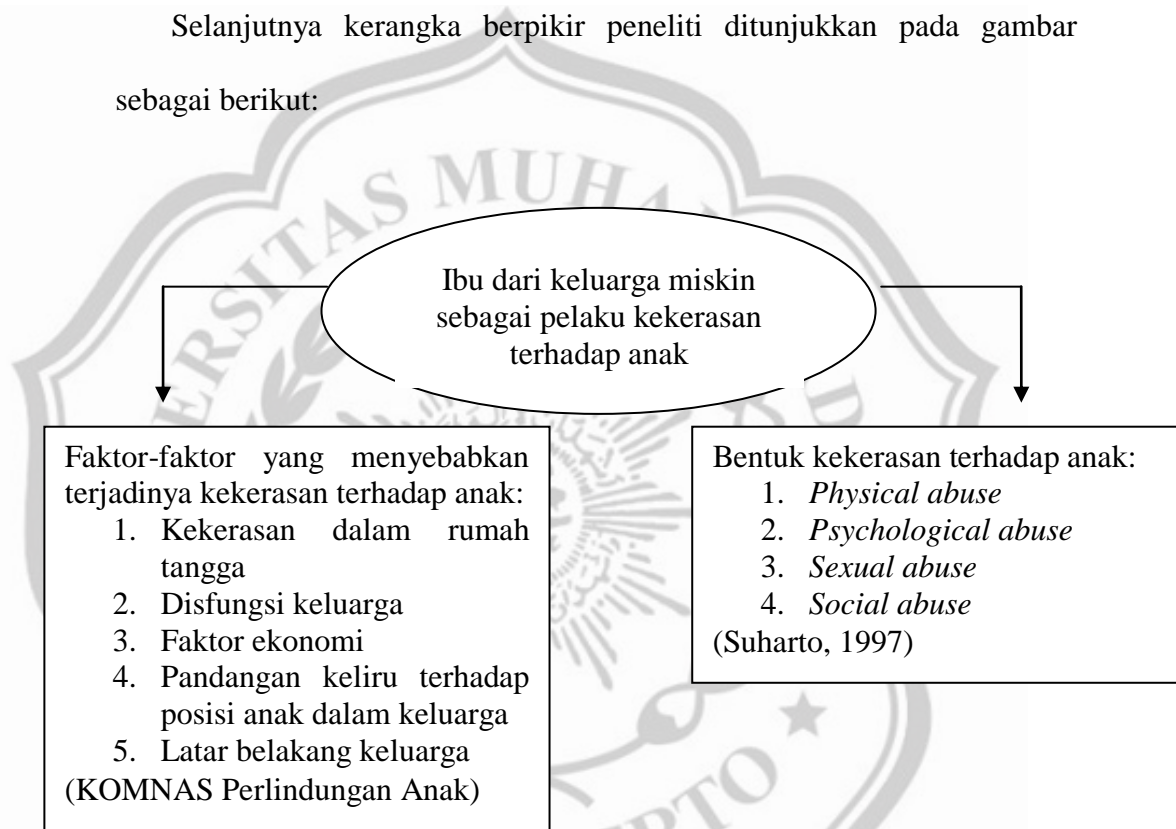 Selanjutnya kerangka berpikir peneliti ditunjukkan pada gambar
sebagai berikut:
Ibu dari keluarga miskin
sebagai pelaku kekerasan
terhadap anak
Faktor-faktor yang menyebabkan
terjadinya kekerasan terhadap anak:
1. Kekerasan dalam rumah
tangga
2. Disfungsi keluarga
3. Faktor ekonomi
4. Pandangan keliru terhadap
posisi anak dalam keluarga
5. Latar belakang keluarga
(KOMNAS Perlindungan Anak)
Bentuk kekerasan terhadap anak:
1. Physical abuse
2. Psychological abuse
3. Sexual abuse
4. Social abuse
(Suharto, 1997)